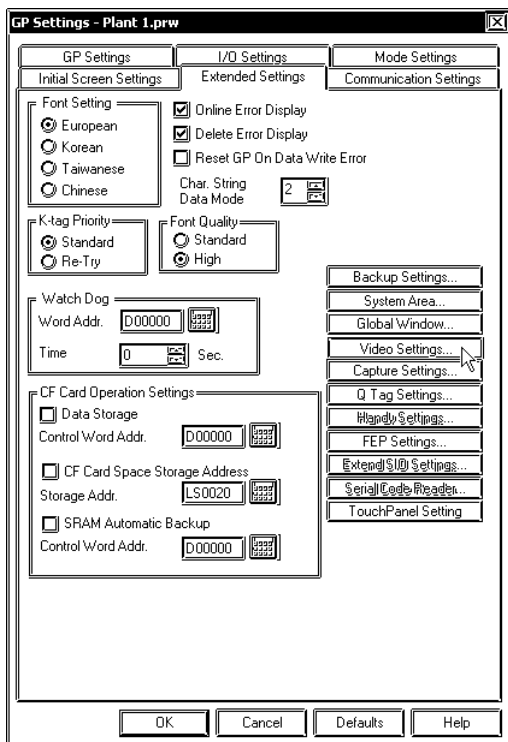 GP Settings - Plant 1.prw
GP Settings I/O Settings Mode Settings
Initial Screen Settings Extended Settings Communication Settings
Font Setting
European
Korean
Taiwanese
Chinese
Online Error Display
Delete Error Display
Reset GP On Data Write Error
Char. String
Data Mode
2
K-tag Priority
Standard
Re-Try
Font Quality
Standard
High
Watch Dog
Word Addr. D00000
Time 0 Sec.
CF Card Operation Settings
Data Storage
Control Word Addr. D00000
CF Card Space Storage Address
Storage Addr. LS0020
SRAM Automatic Backup
Control Word Addr. D00000
Backup Settings...
System Area...
Global Window...
Video Settings...
Capture Settings...
Q Tag Settings...
Handy Settings...
FEP Settings...
Extend SIO Settings...
Serial Code Reader...
TouchPanel Setting
OK Cancel Defaults Help